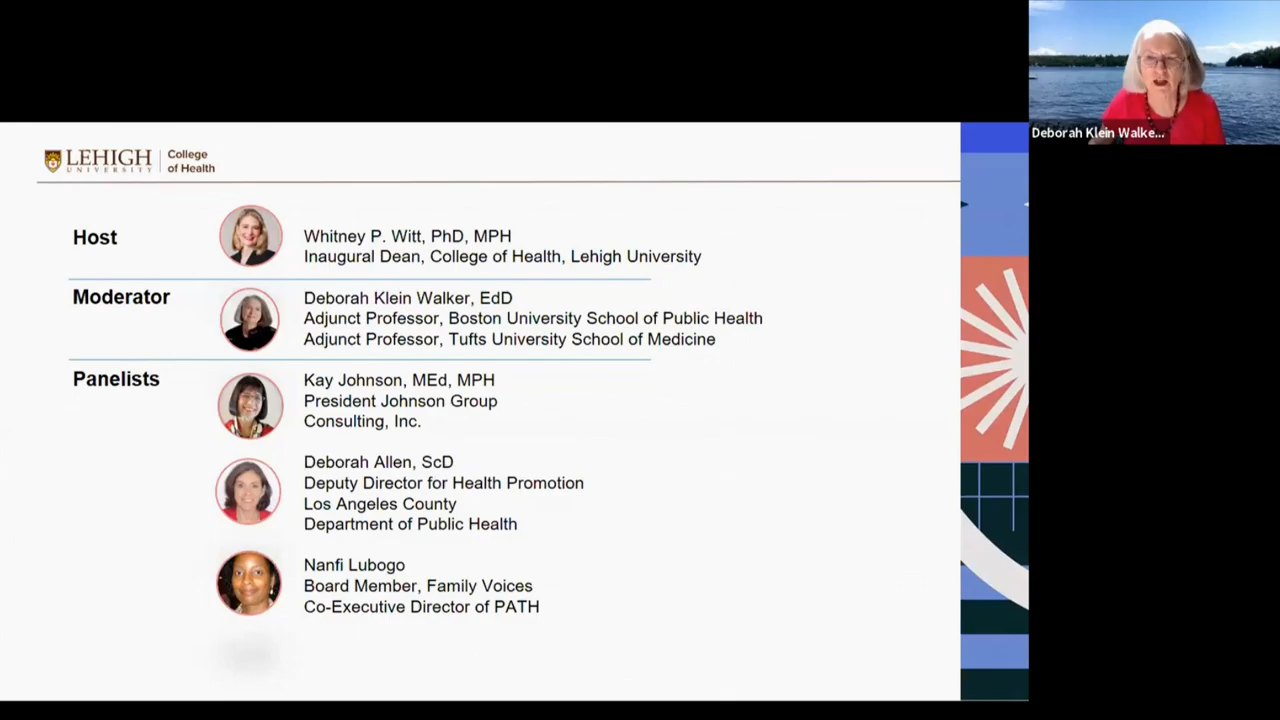 LEHIGH
UNIVERSITY
College
of Health
Host
Whitney P. Witt, PhD, MPH
Inaugural Dean, College of Health, Lehigh University
Moderator
Deborah Klein Walker, EdD
Adjunct Professor, Boston University School of Public Health
Adjunct Professor, Tufts University School of Medicine
Panelists
Kay Johnson, MEd, MPH
President Johnson Group
Consulting, Inc.
Deborah Allen, ScD
Deputy Director for Health Promotion
Los Angeles County
Department of Public Health
Nanfi Lubogo
Board Member, Family Voices
Co-Executive Director of PATH
Deborah Klein Walke...